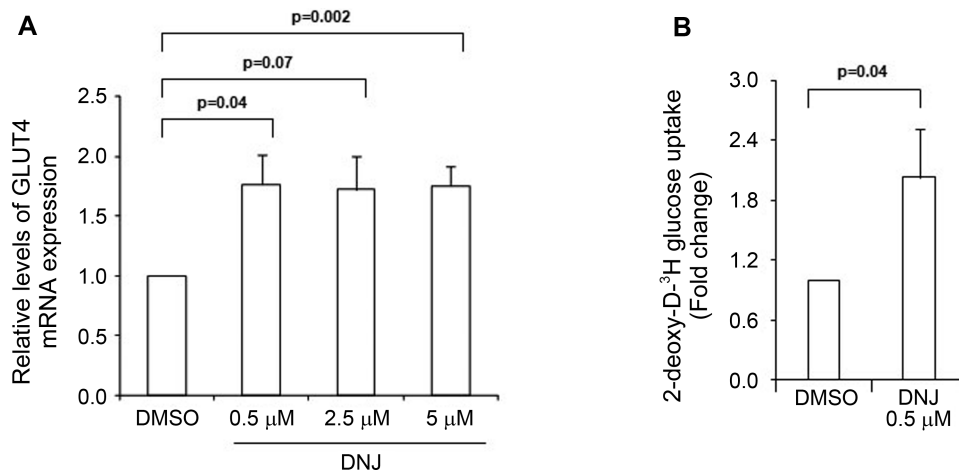 A
p=0.002
p=0.07
p=0.04
Relative levels of GLUT4
mRNA expression
2.5
2.0
1.5
1.0
0.5
0.0
DMSO
0.5 μM
2.5 μM
5 μM
DNJ
B
p=0.04
2-deoxy-D-³H glucose uptake
(Fold change)
3.0
2.4
1.8
1.2
0.6
0.0
DMSO
DNJ
0.5 μM